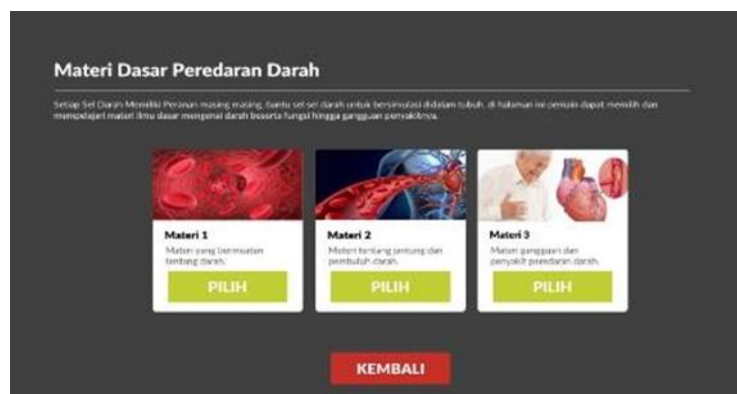 Materi Dasar Peredaran Darah
Setiap Sel Darah Memiliki Peranan masing masing, bantu sel sel darah untuk bersimulasi didalam tubuh, di halaman ini pemain dapat memilih dan
mempelajari materi ilmu dasar mengenai darah beserta fungsi hingga gangguan penyakitnya.
Materi 1
Materi yang bermuatan
tentang darah.
PILIH
Materi 2
Materi tentang jantung dan
pembuluh darah.
PILIH
Materi 3
Materi gangguan dan
penyakit peredaran darah.
PILIH
KEMBALI